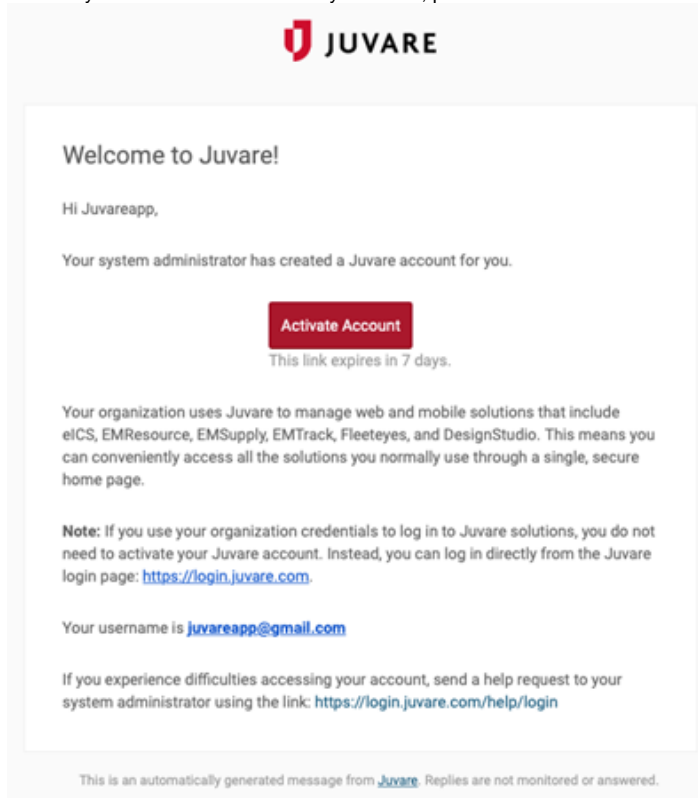 JUVARE
Welcome to Juvare!
Hi Juvareapp,
Your system administrator has created a Juvare account for you.
Activate Account
This link expires in 7 days.
Your organization uses Juvare to manage web and mobile solutions that include
eICS, EMResource, EMSupply, EMTrack, Fleeteyes, and DesignStudio. This means you
can conveniently access all the solutions you normally use through a single, secure
home page.
Note: If you use your organization credentials to log in to Juvare solutions, you do not
need to activate your Juvare account. Instead, you can log in directly from the Juvare
login page: https://login.juvare.com.
Your username is juvareapp@gmail.com
If you experience difficulties accessing your account, send a help request to your
system administrator using the link: https://login.juvare.com/help/login
This is an automatically generated message from Juvare. Replies are not monitored or answered.